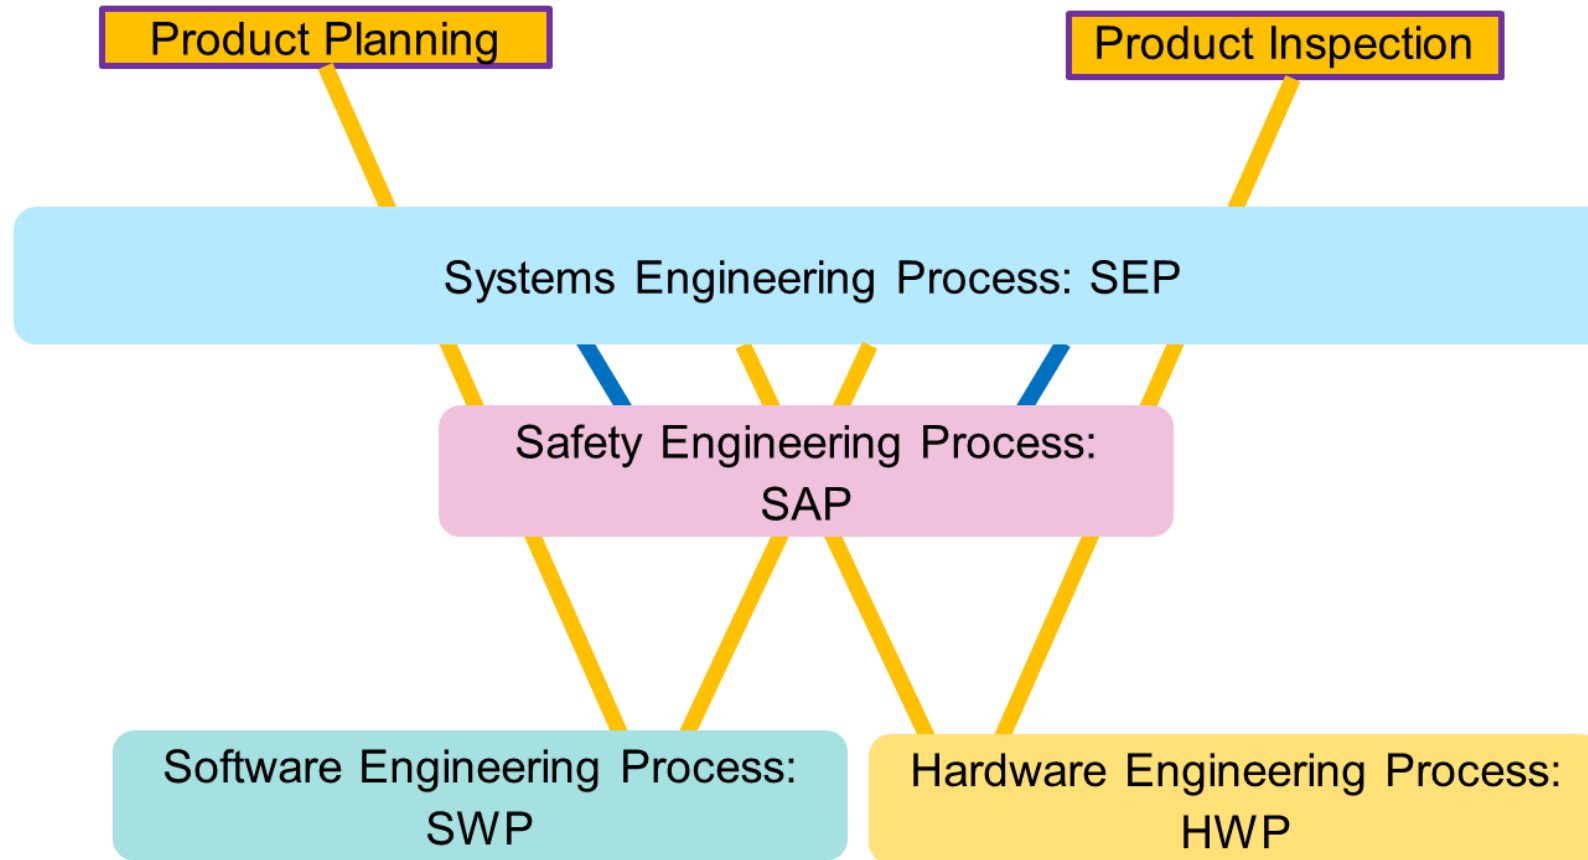 Product Planning
Product Inspection
Systems Engineering Process: SEP
Safety Engineering Process:
SAP
Software Engineering Process:
SWP
Hardware Engineering Process:
HWP